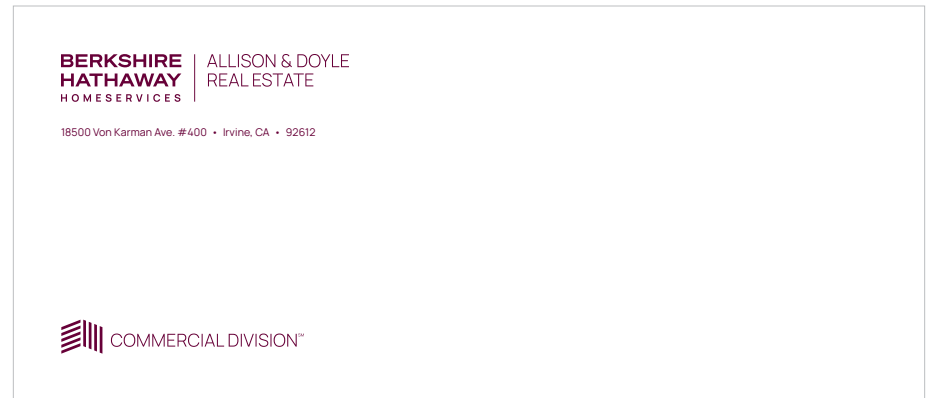 BERKSHIRE
HATHAWAY
HOMESERVICES
ALLISON & DOYLE
REAL ESTATE
18500 Von Karman Ave. #400 • Irvine, CA • 92612
COMMERCIAL DIVISION℠